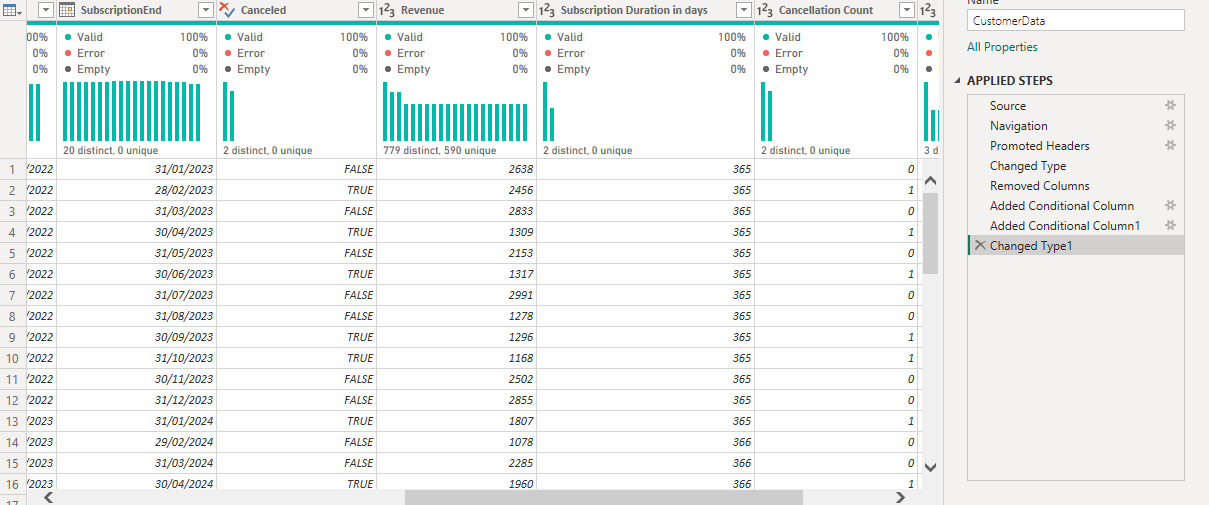 SubscriptionEnd Canceled 1²3 Revenue 1²3 Subscription Duration in days 1²3 Cancellation Count 1²3
00% Valid 100% Valid 100% Valid 100% Valid 100% Valid 100%
0% Error 0% Error 0% Error 0% Error 0% Error 0%
0% Empty 0% Empty 0% Empty 0% Empty 0% Empty 0%
20 distinct, 0 unique 2 distinct, 0 unique 779 distinct, 590 unique 2 distinct, 0 unique 2 distinct, 0 unique 3 d
1 /2022 31/01/2023 FALSE 2638 365 0
2 /2022 28/02/2023 TRUE 2456 365 1
3 /2022 31/03/2023 FALSE 2833 365 0
4 /2022 30/04/2023 TRUE 1309 365 1
5 /2022 31/05/2023 FALSE 2153 365 0
6 /2022 30/06/2023 TRUE 1317 365 1
7 /2022 31/07/2023 FALSE 2991 365 0
8 /2022 31/08/2023 FALSE 1278 365 0
9 /2022 30/09/2023 TRUE 1296 365 1
10 /2022 31/10/2023 TRUE 1168 365 1
11 /2022 30/11/2023 FALSE 2502 365 0
12 /2022 31/12/2023 FALSE 2855 365 0
13 /2023 31/01/2024 TRUE 1807 365 1
14 /2023 29/02/2024 FALSE 1078 366 0
15 /2023 31/03/2024 FALSE 2285 366 0
16 /2023 30/04/2024 TRUE 1960 366 1
17
Name
CustomerData
All Properties
APPLIED STEPS
Source
Navigation
Promoted Headers
Changed Type
Removed Columns
Added Conditional Column
Added Conditional Column1
Changed Type1